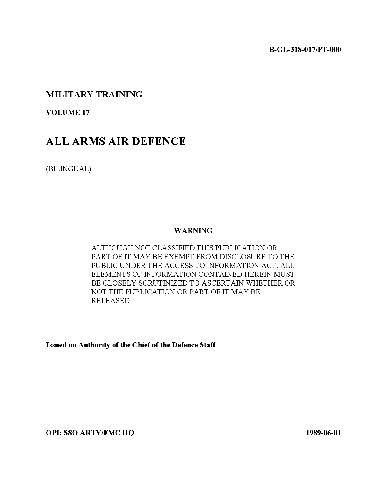 B-GL-318-017/PT-000
MILITARY TRAINING
VOLUME 17
ALL ARMS AIR DEFENCE
(BILINGUAL)
WARNING
ALTHOUGH NOT CLASSIFIED THIS PUBLICATION OR
PART OF IT MAY BE EXEMPT FROM DISCLOSURE TO THE
PUBLIC UNDER THE ACCESS TO INFORMATION ACT. ALL
ELEMENTS OF INFORMATION CONTAINED HEREIN MUST
BE CLOSELY SCRUTINIZED TO ASCERTAIN WHETHER OR
NOT THE PUBLICATION OR PART OF IT MAY BE
RELEASED
Issued on Authority of the Chief of the Defence Staff
OPI: SSO ARTY/FMC HQ
1989-06-01